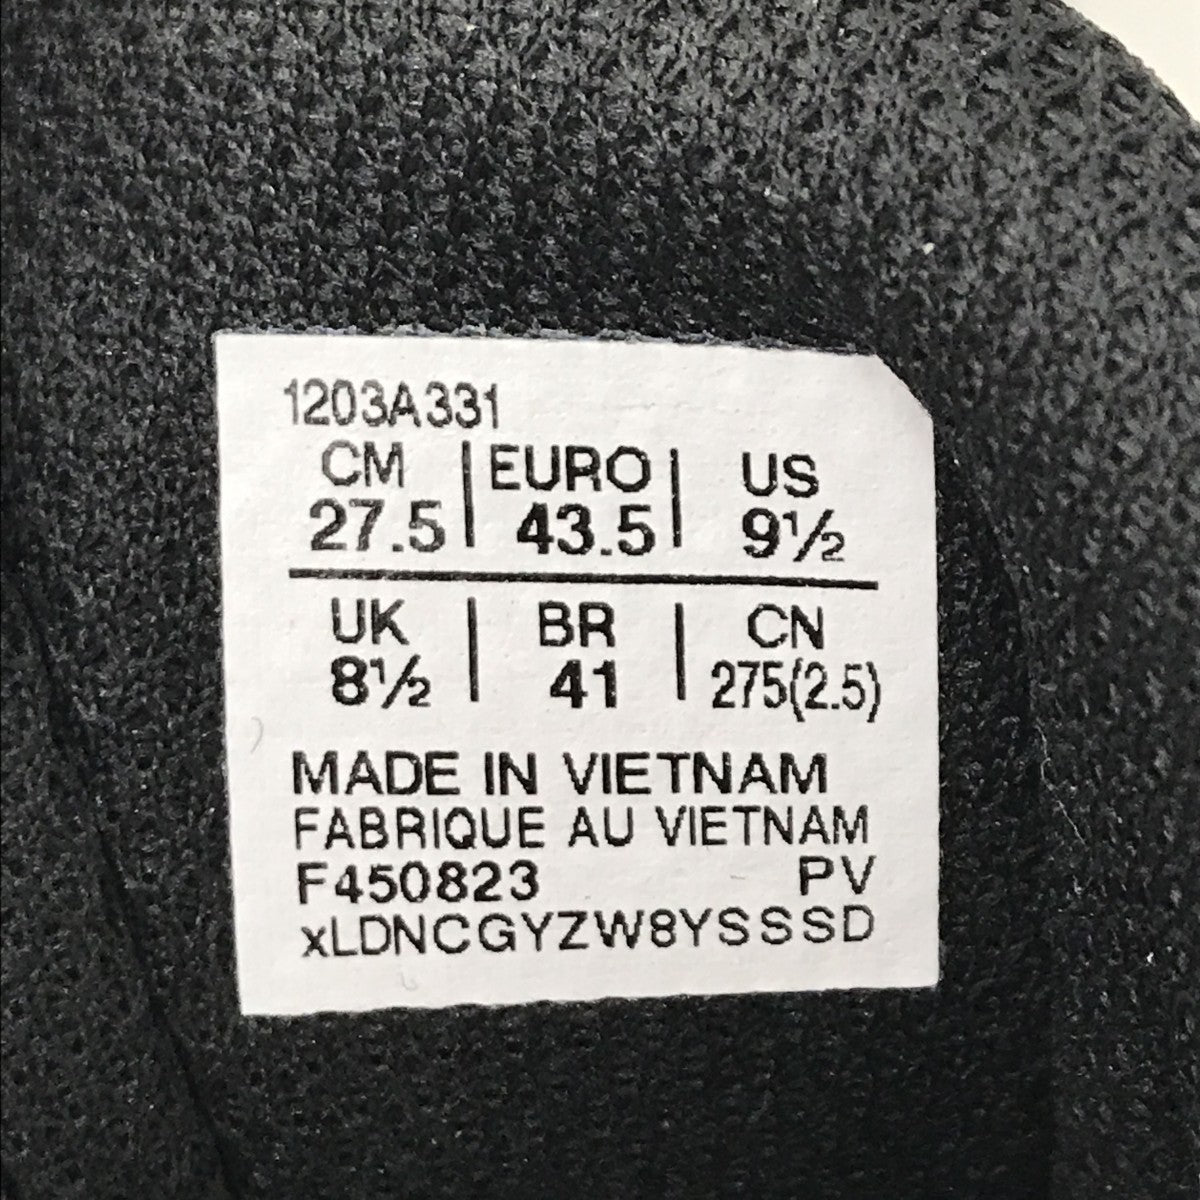 1203A331
CM | EURO | US
27.5 | 43.5 | 9½
UK | BR | CN
8½ | 41 | 275(2.5)
MADE IN VIETNAM
FABRIQUE AU VIETNAM
F450823 PV
xLDNCGYZW8YSSSD